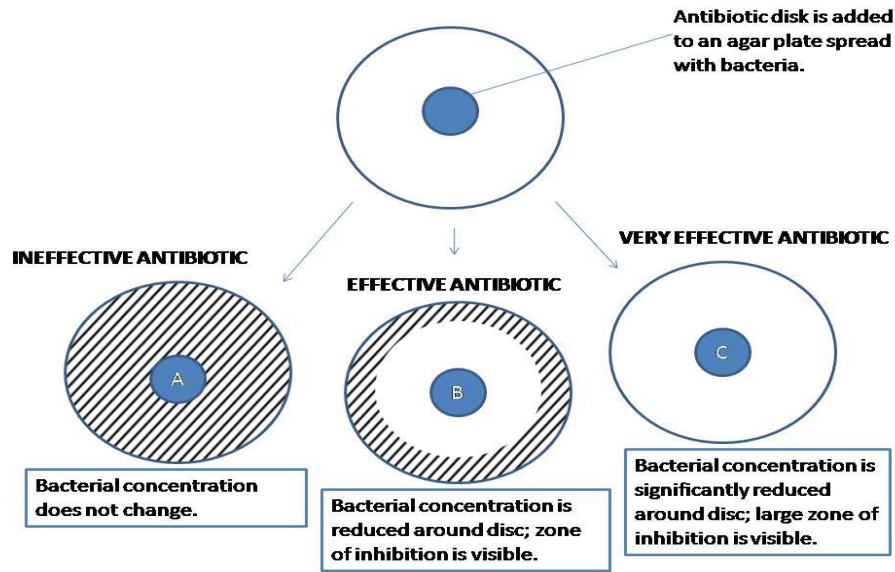 Antibiotic disk is added
to an agar plate spread
with bacteria.
INEFFECTIVE ANTIBIOTIC
EFFECTIVE ANTIBIOTIC
VERY EFFECTIVE ANTIBIOTIC
A
B
C
Bacterial concentration
does not change.
Bacterial concentration is
reduced around disc; zone
of inhibition is visible.
Bacterial concentration is
significantly reduced
around disc; large zone of
inhibition is visible.